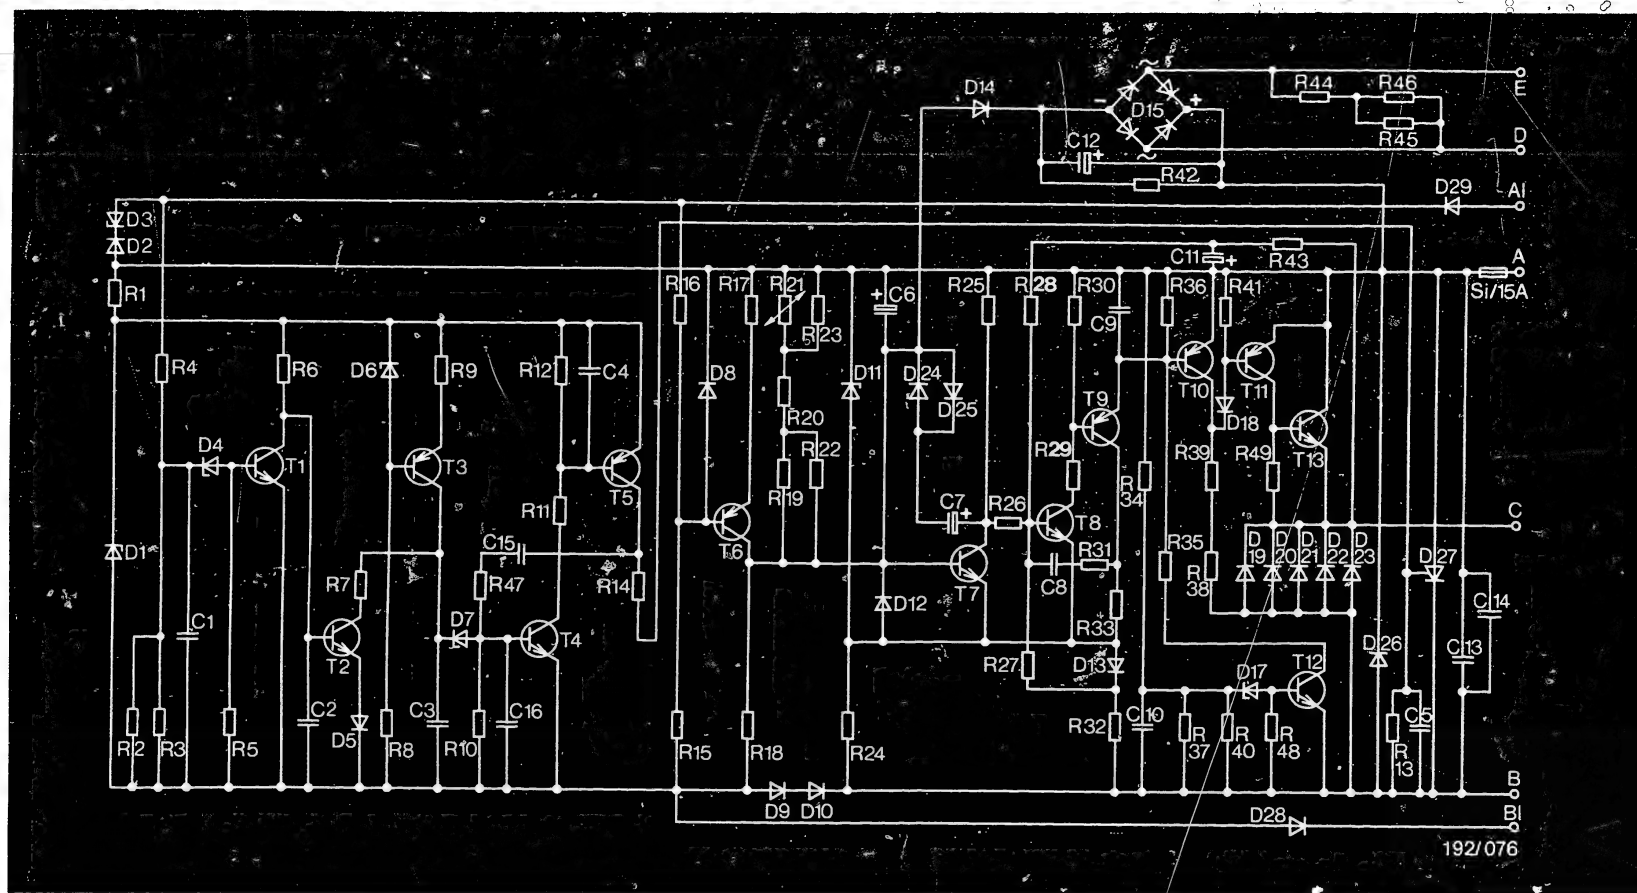 D14
~
- D15 +
R44 R46
E
R45
D
C12
+
~
R42
D29 A1
D3
D2
C11 + R43
A
R1
R16 R17 R21 + C6 R25 R28 R30 R36 R41
Si/15A
R23
C9
R4 R6 D6 R9 R12 C4
D8 D11 D24
T10 T11
R20 D25 T9 D18
D4 T1 T3 R22 R29 R39 R49 T13
T5 R19 R34
R11 C7 + R26 T8 C
T6
C15 R31 R35 D19 D20 D21 D22 D23 D27
D1 R7 R47 R14 T7 C8 R38
D12 C14
C1 D7 T4 R33
T2 R27 D13 D17 T12 D26 C13
C2 C3 C16 C10 C5
R2 R3 R5 D5 R8 R10 R15 R18 R24 R32 R37 R40 R48 R13
B
D9 D10 D28 B1
192/076